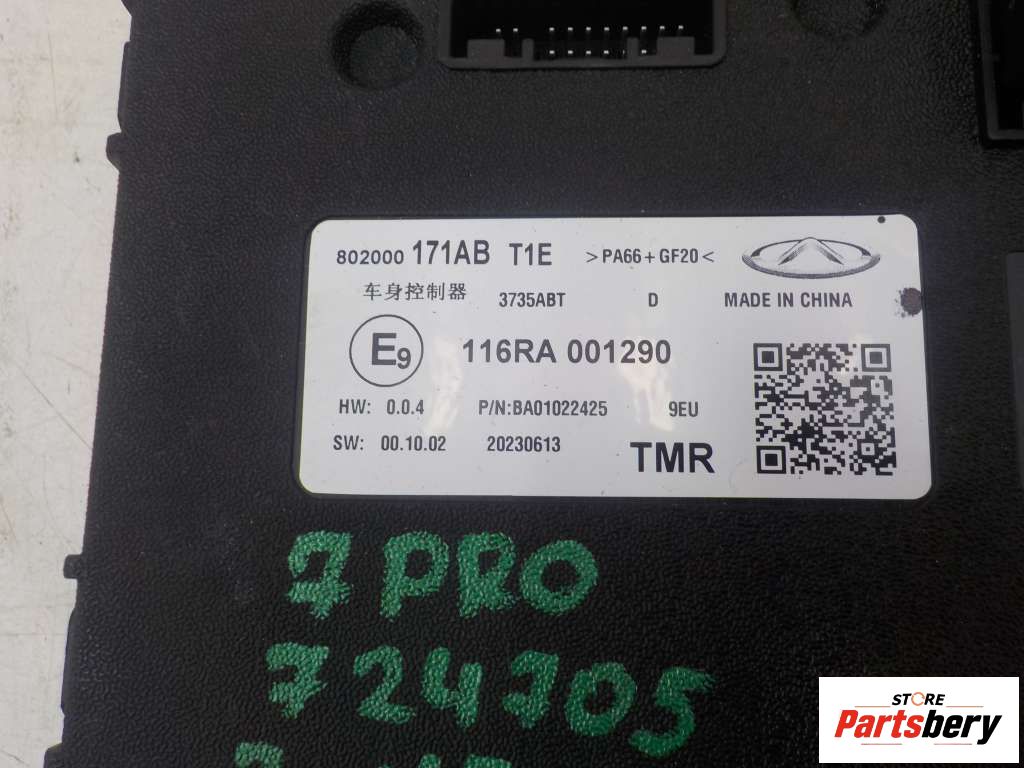 802000 171AB T1E >PA66+GF20<
车身控制器 3735ABT D MADE IN CHINA
E9 116RA 001290
HW: 0.0.4 P/N:BA01022425 9EU
SW: 00.10.02 20230613 TMR
7 PRO
724705
STORE
Partsbery